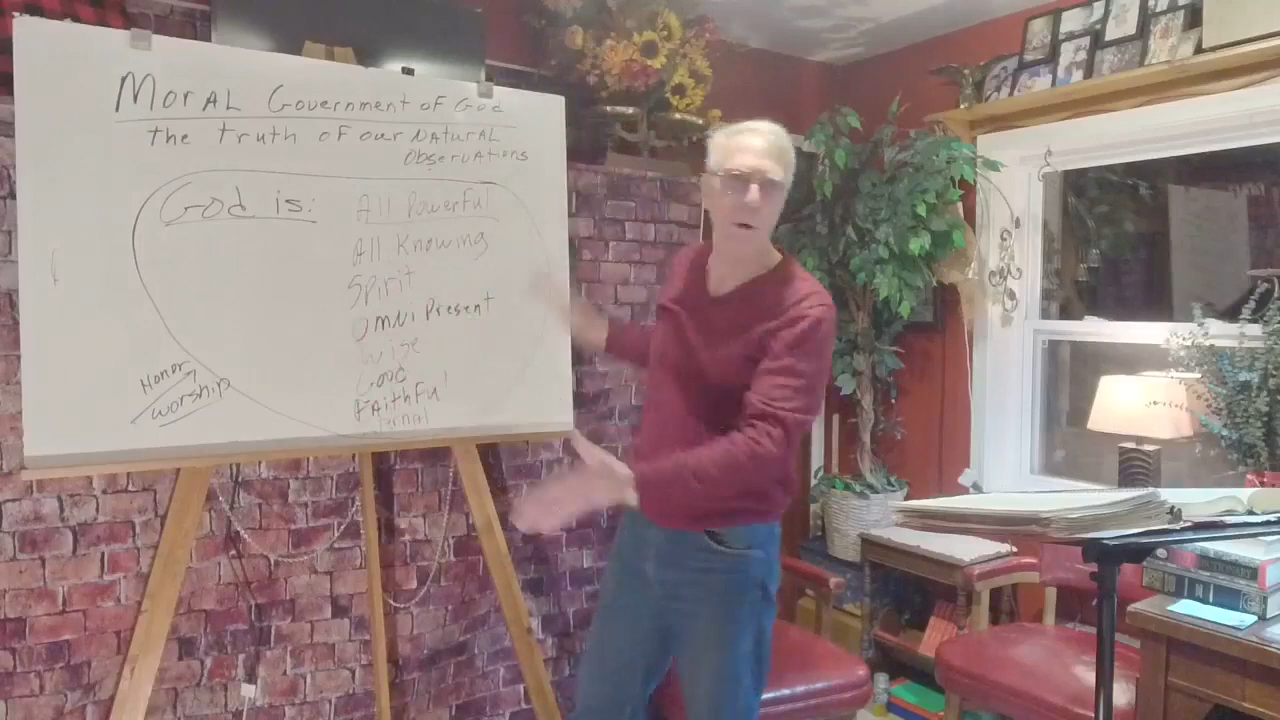 Moral Government of God
the truth of our Natural
Observations
God is:
All Powerful
All Knowing
Spirit
Omni Present
Wise
Good
Faithful
Honor
worship
DICTIONARY